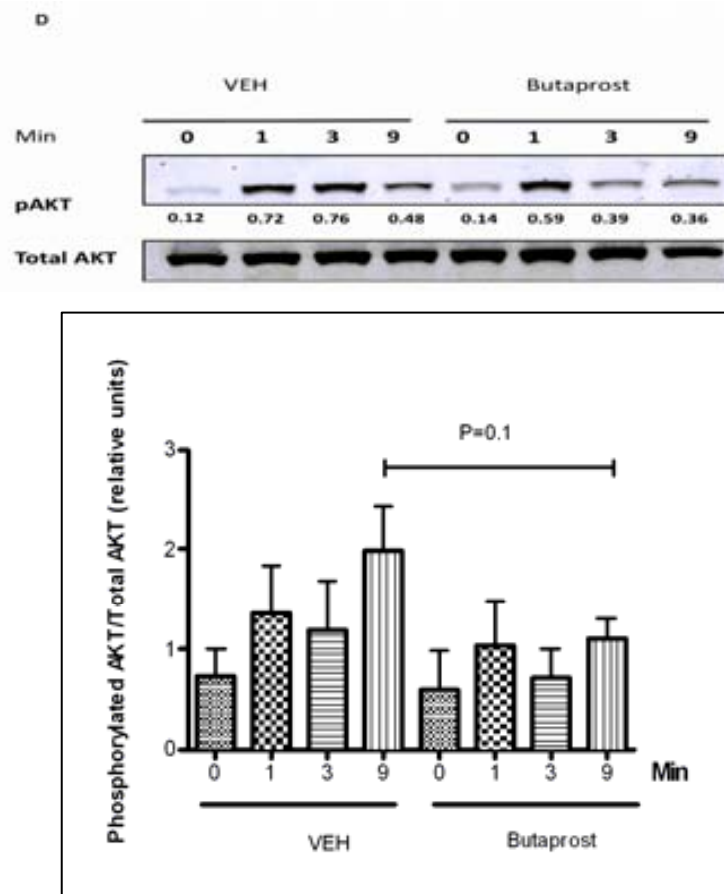 D
VEH Butaprost
Min 0 1 3 9 0 1 3 9
pAKT
0.12 0.72 0.76 0.48 0.14 0.59 0.39 0.36
Total AKT
Phosphorylated AKT/Total AKT (relative units)
P=0.1
3
2
1
0
0 1 3 9 0 1 3 9 Min
VEH Butaprost